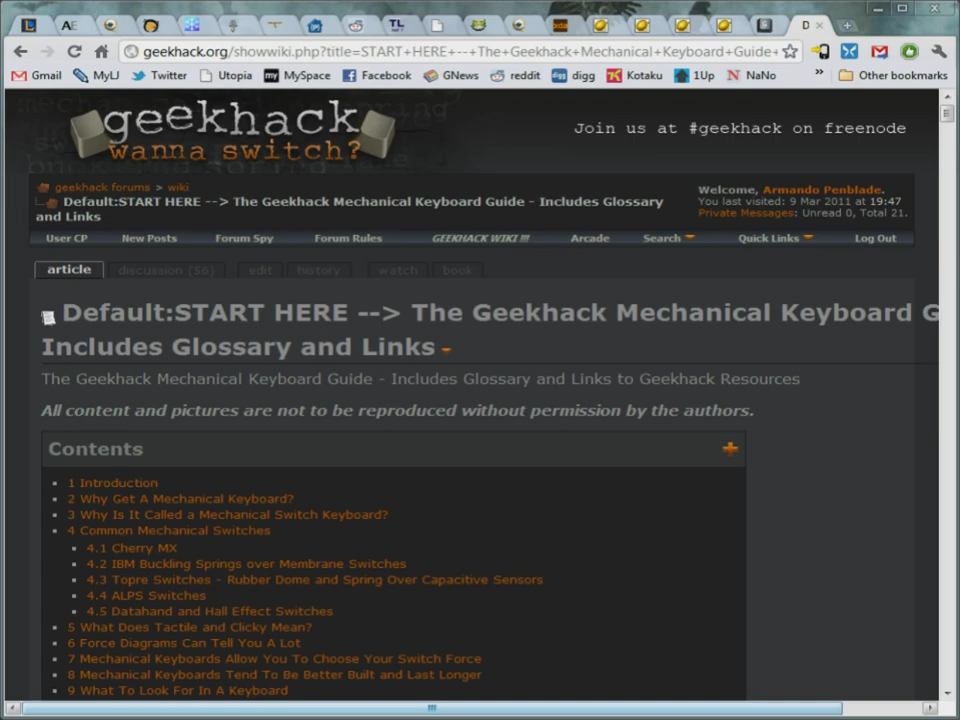 AE
TL
D
geekhack.org/showwiki.php?title=START+HERE+--+The+Geekhack+Mechanical+Keyboard+Guide+
Gmail MyLJ Twitter Utopia my MySpace Facebook GNews reddit digg Kotaku 1Up NaNo » Other bookmarks
geekhack
wanna switch?
Join us at #geekhack on freenode
geekhack forums > wiki
Default:START HERE --> The Geekhack Mechanical Keyboard Guide - Includes Glossary
and Links
Welcome, Armando Penblade.
You last visited: 9 Mar 2011 at 19:47
Private Messages: Unread 0, Total 21.
User CP New Posts Forum Spy Forum Rules GEEKHACK WIKI !!! Arcade Search Quick Links Log Out
article discussion (56) edit history watch book
Default:START HERE --> The Geekhack Mechanical Keyboard G
Includes Glossary and Links
The Geekhack Mechanical Keyboard Guide - Includes Glossary and Links to Geekhack Resources
All content and pictures are not to be reproduced without permission by the authors.
Contents
1 Introduction
2 Why Get A Mechanical Keyboard?
3 Why Is It Called a Mechanical Switch Keyboard?
4 Common Mechanical Switches
4.1 Cherry MX
4.2 IBM Buckling Springs over Membrane Switches
4.3 Topre Switches - Rubber Dome and Spring Over Capacitive Sensors
4.4 ALPS Switches
4.5 Datahand and Hall Effect Switches
5 What Does Tactile and Clicky Mean?
6 Force Diagrams Can Tell You A Lot
7 Mechanical Keyboards Allow You To Choose Your Switch Force
8 Mechanical Keyboards Tend To Be Better Built and Last Longer
9 What To Look For In A Keyboard